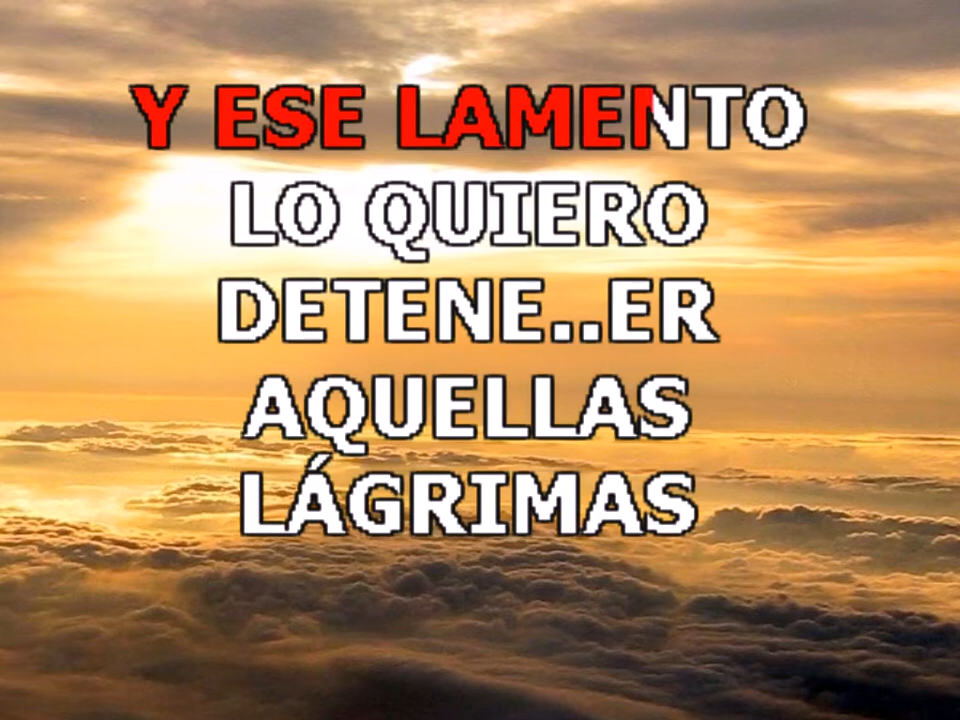 Y ESE LAMENTO
LO QUIERO
DETENE..ER
AQUELLAS
LÁGRIMAS